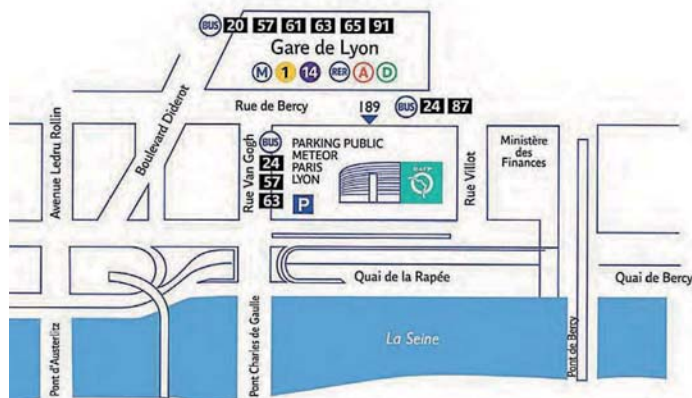 BUS 20 57 61 63 65 91
Gare de Lyon
M 1 14 RER A D
Rue de Bercy
189
BUS 24 87
Avenue Ledru Rollin
Boulevard Diderot
Rue Van Gogh
BUS
24
57
63
PARKING PUBLIC
METEOR
PARIS
LYON
P
RATP
Rue Villot
Ministère
des
Finances
Quai de la Rapée
Quai de Bercy
La Seine
Pont d'Austerlitz
Pont Charles de Gaulle
Pont de Bercy